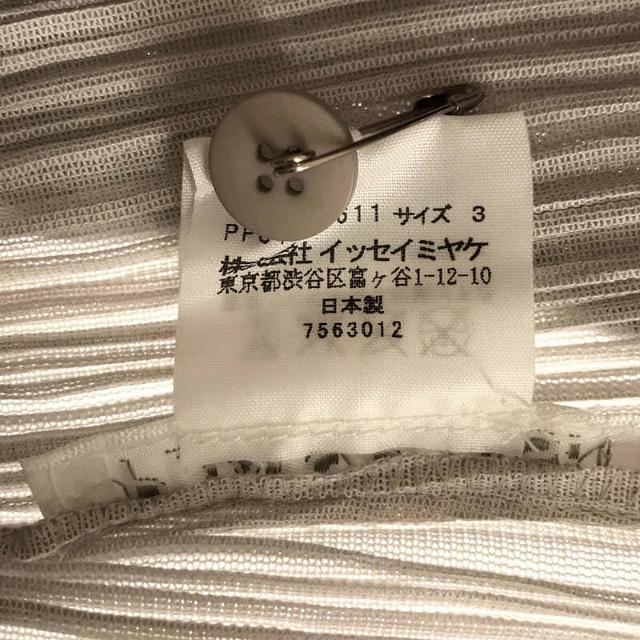 サイズ 3
イッセイミヤケ
東京都渋谷区富ヶ谷1-12-10
日本製
7563012